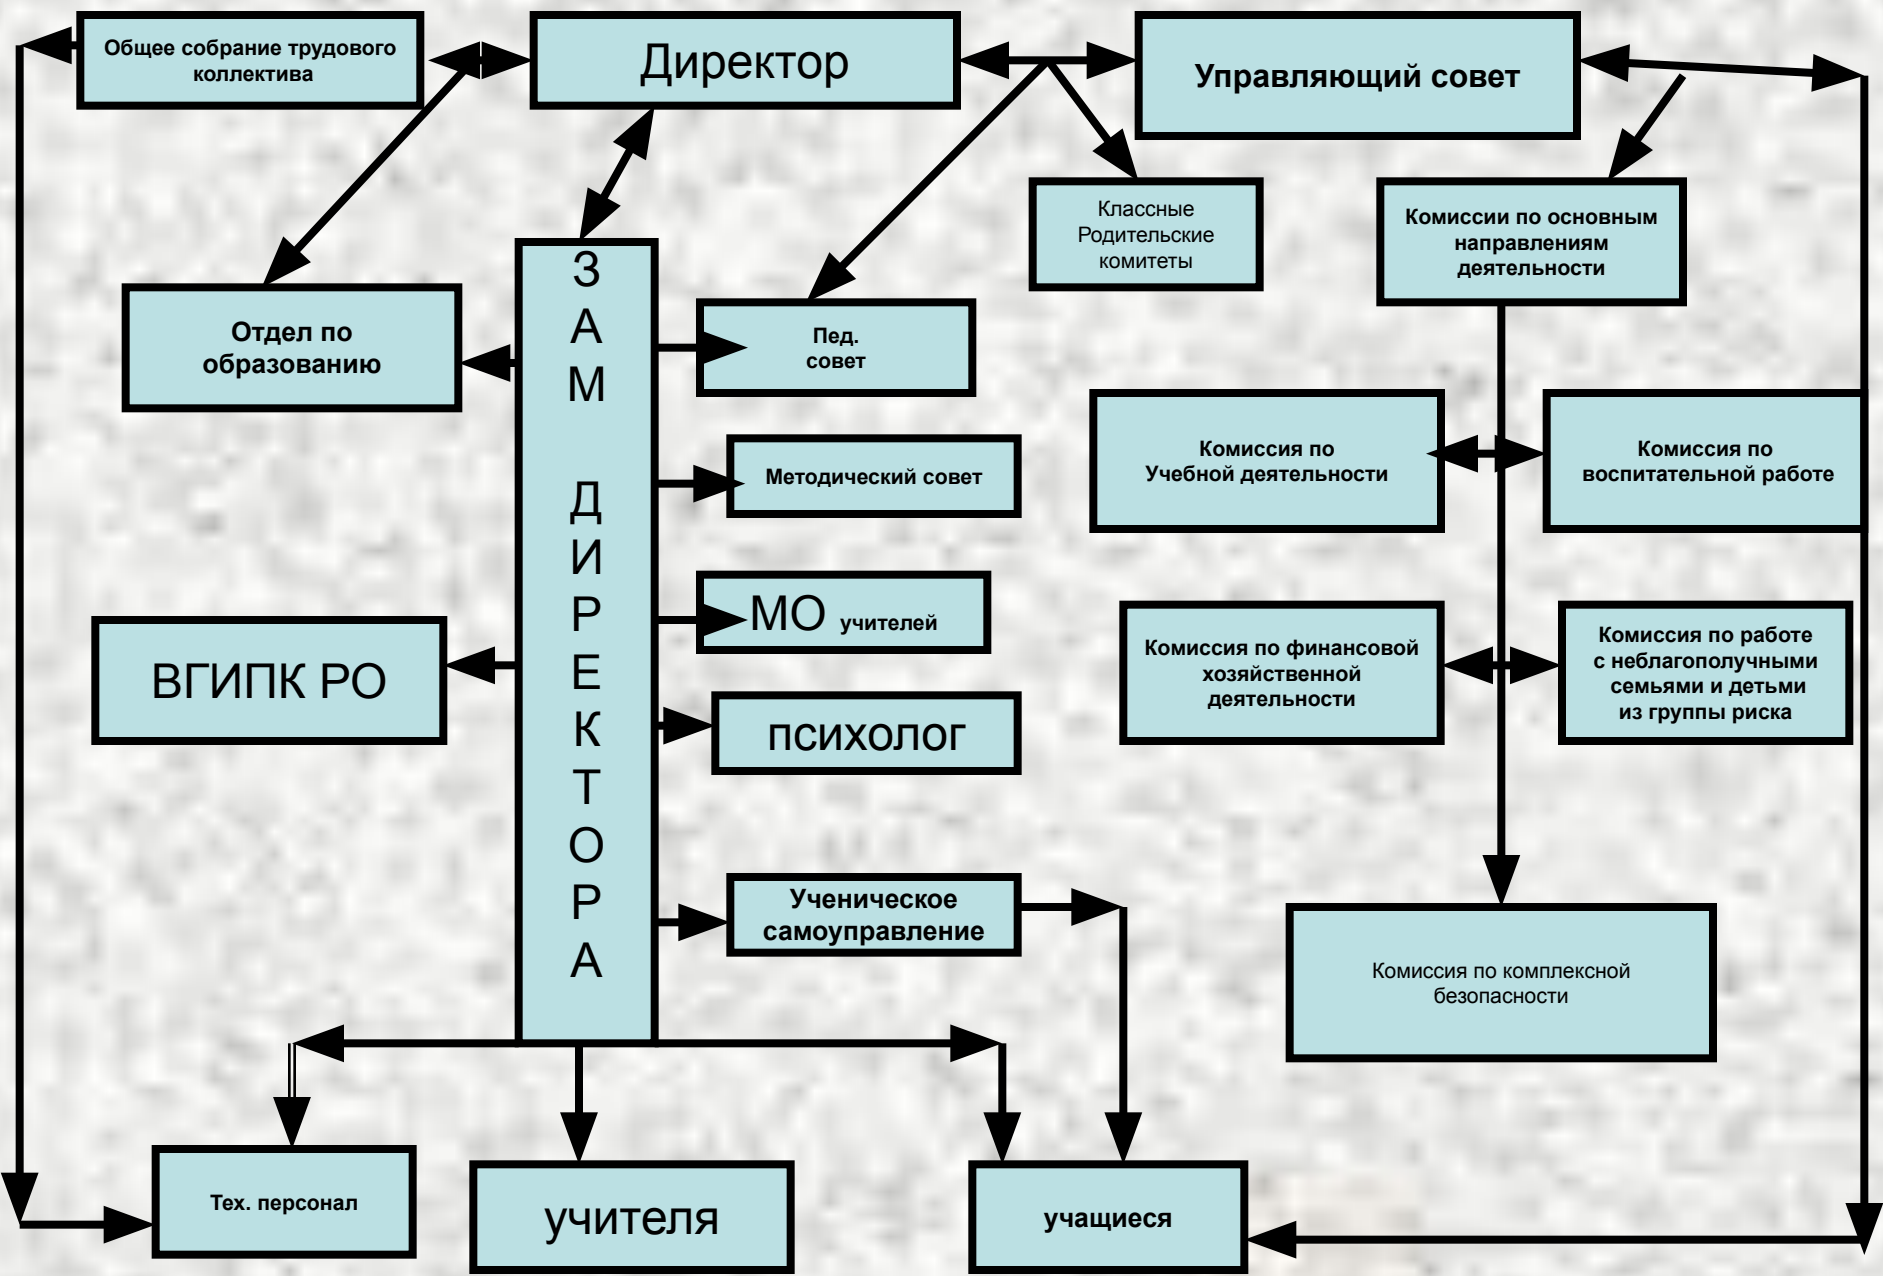 Общее собрание трудового
коллектива
Директор
Управляющий совет
Классные
Родительские
комитеты
Комиссии по основным
направлениям
деятельности
Отдел по
образованию
ЗАМ ДИРЕКТОРА
Пед.
совет
Методический совет
МО учителей
ВГИПК РО
психолог
Ученическое
самоуправление
Комиссия по
Учебной деятельности
Комиссия по
воспитательной работе
Комиссия по финансовой
хозяйственной
деятельности
Комиссия по работе
с неблагополучными
семьями и детьми
из группы риска
Комиссия по комплексной
безопасности
Тех. персонал
учителя
учащиеся